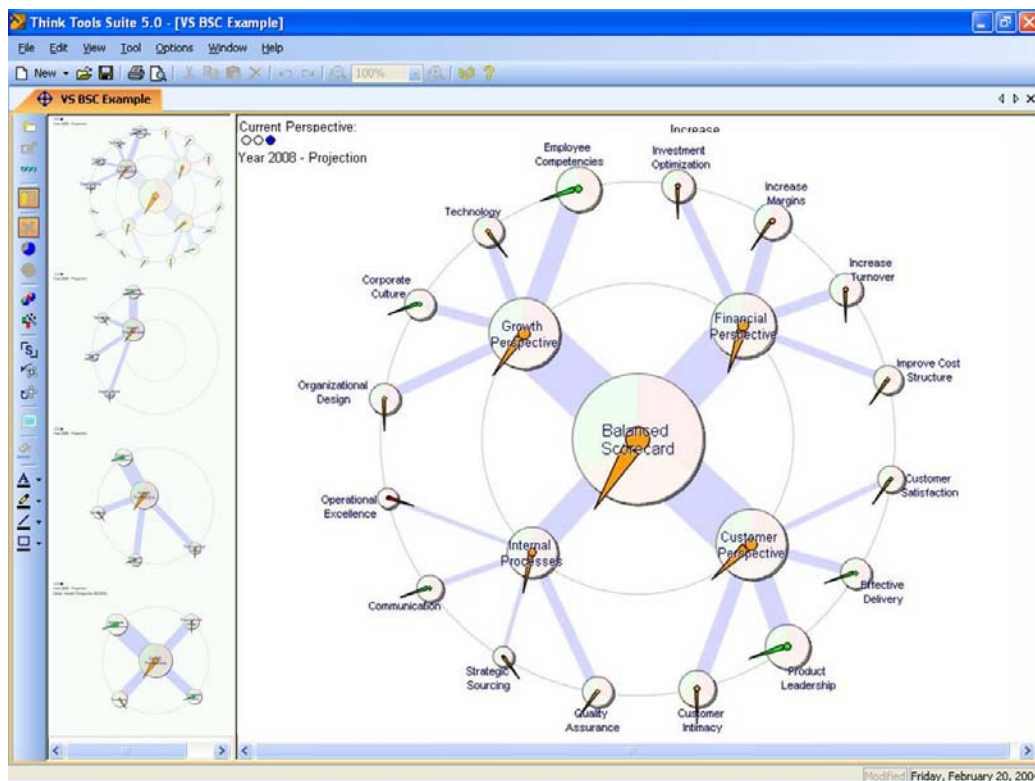 Think Tools Suite 5.0 - [VS BSC Example]
File Edit View Tool Options Window Help
New 100%
VS BSC Example
Current Perspective:
Year 2008 - Projection
Increase
Employee
Competencies
Investment
Optimization
Increase
Margins
Technology
Increase
Turnover
Corporate
Culture
Growth
Perspective
Financial
Perspective
Improve Cost
Structure
Organizational
Design
Balanced
Scorecard
Customer
Satisfaction
Operational
Excellence
Internal
Processes
Customer
Perspective
Effective
Delivery
Communication
Strategic
Sourcing
Product
Leadership
Quality
Assurance
Customer
Intimacy
Modified Friday, February 20, 200